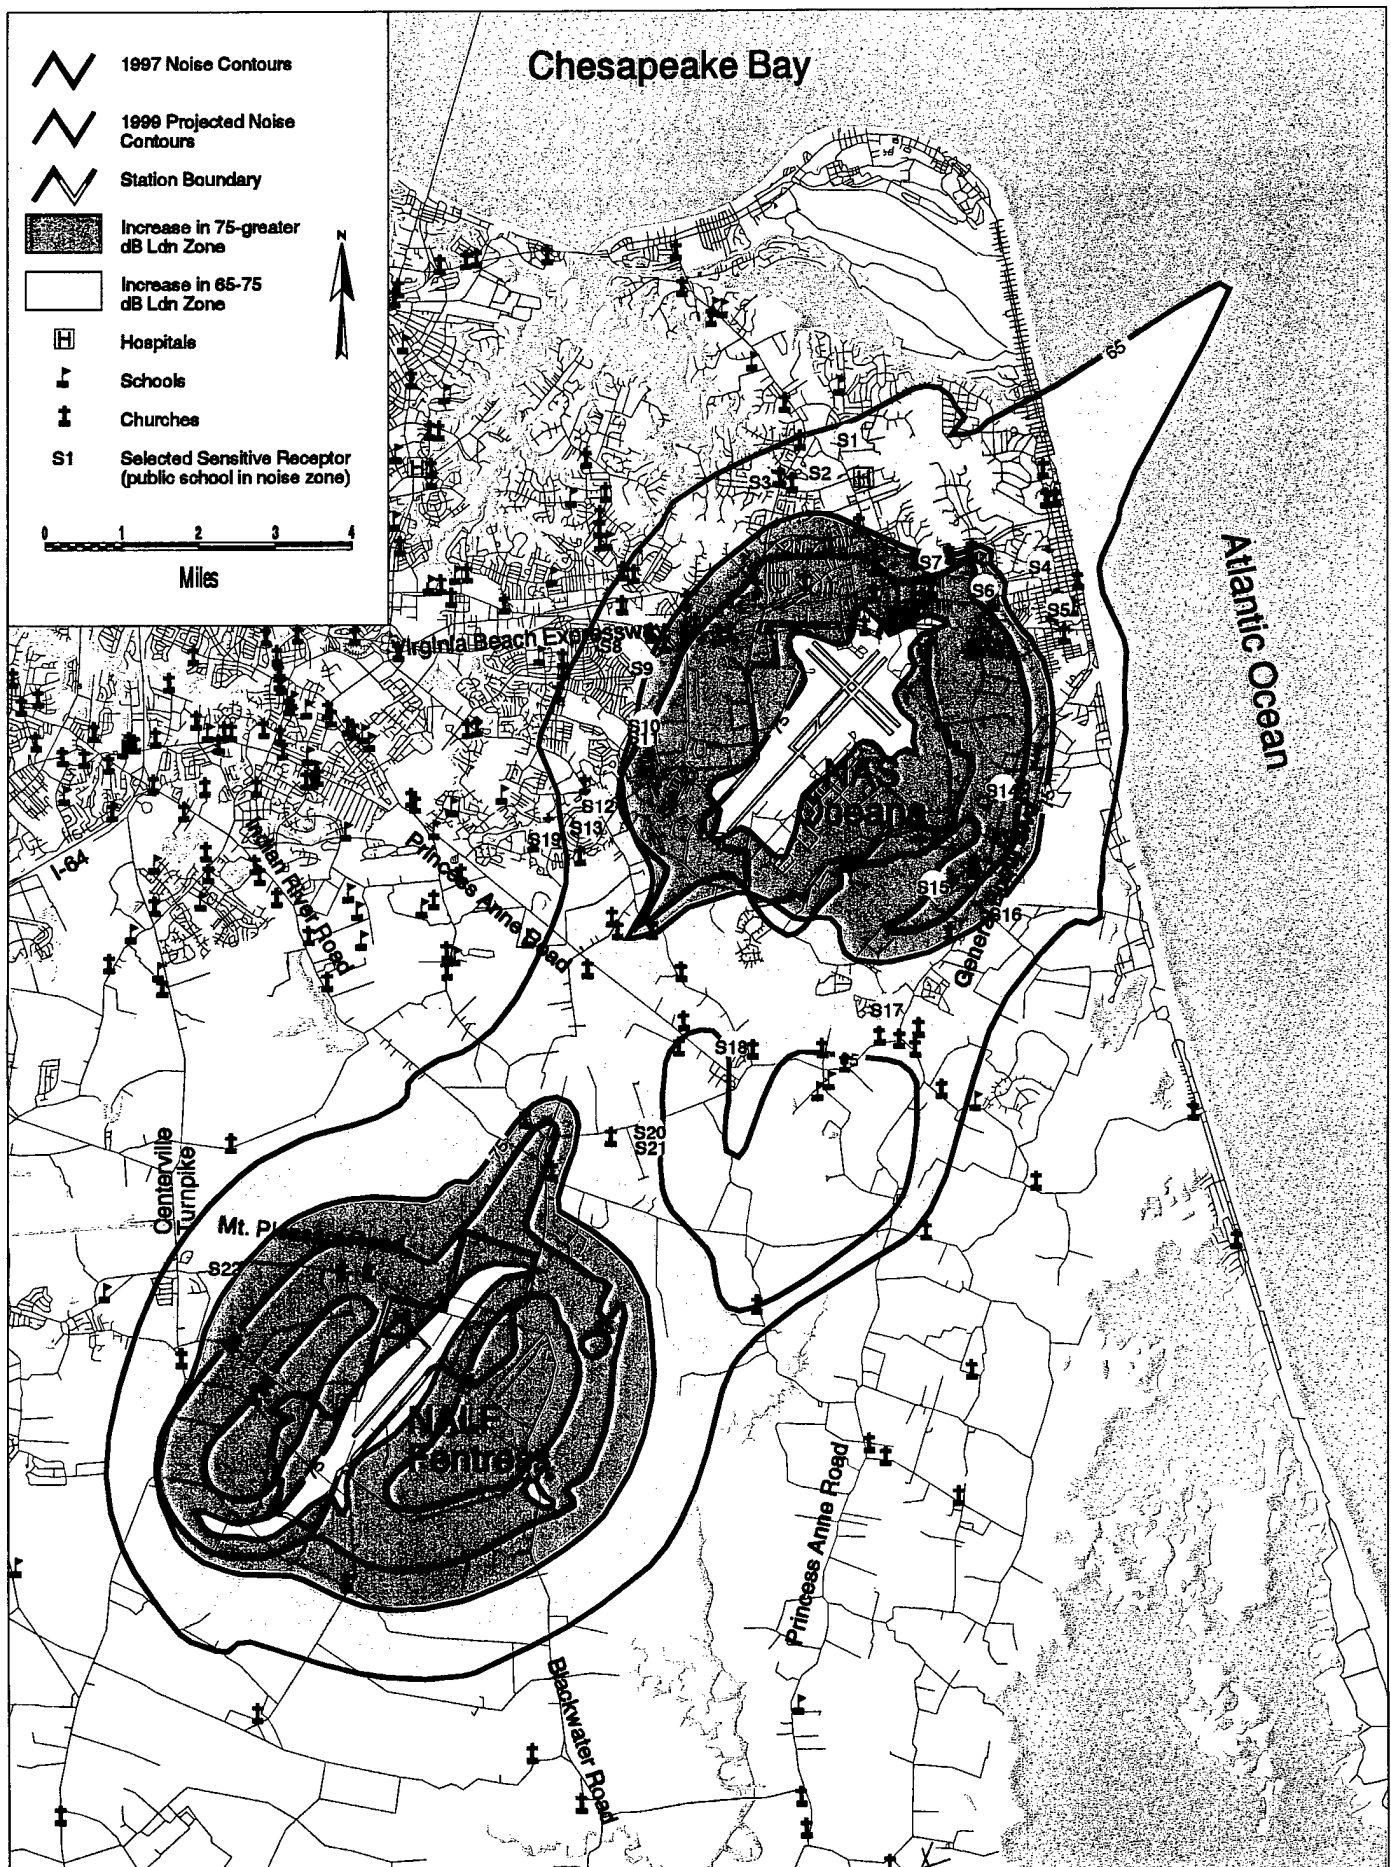 1997 Noise Contours
1999 Projected Noise
Contours
Station Boundary
Increase in 75-greater
dB Ldn Zone
Increase in 65-75
dB Ldn Zone
H
Hospitals
Schools
Churches
S1
Selected Sensitive Receptor
(public school in noise zone)
N
0 1 2 3 4
Miles
Chesapeake Bay
65
S1
H
S2
S3
H
Atlantic Ocean
S7
S4
S6
S5
Virginia Beach Expressway
S8
S9
S10
S11
75
NAS
Oceana
S14
75
S12
S13
S19
I-64
Indian River Road
Princess Anne Road
S15
S16
General
S17
S18
S20
S21
75
Centerville
Turnpike
S22
NALF
Fentress
Princess Anne Road
Blackwater Road